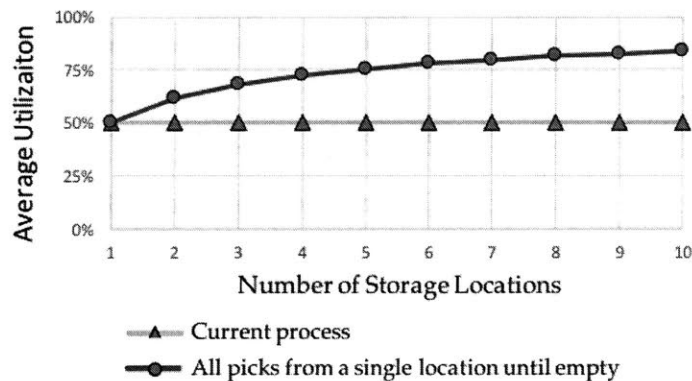 100%
75%
50%
25%
0%
Average Utilizaiton
1 2 3 4 5 6 7 8 9 10
Number of Storage Locations
Current process
All picks from a single location until empty